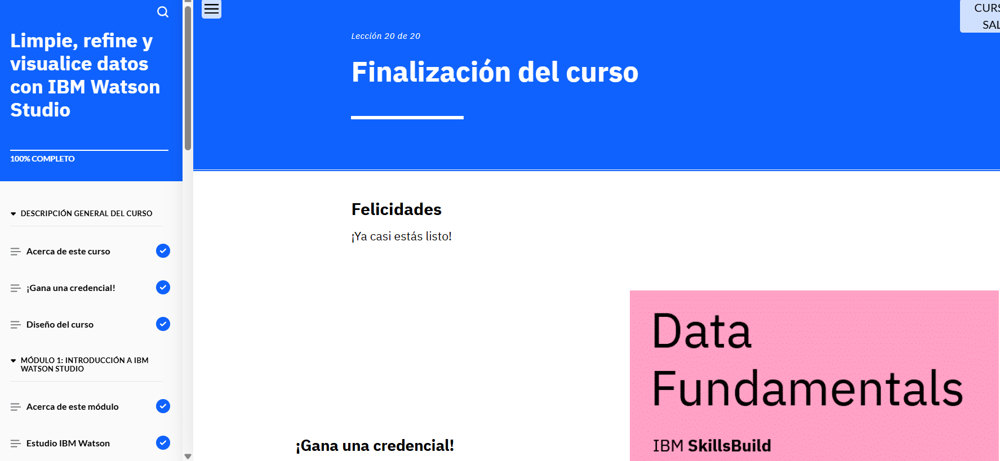 Limpie, refine y
visualice datos
con IBM Watson
Studio
100% COMPLETO
DESCRIPCIÓN GENERAL DEL CURSO
Acerca de este curso
¡Gana una credencial!
Diseño del curso
MÓDULO 1: INTRODUCCIÓN A IBM
WATSON STUDIO
Acerca de este módulo
Estudio IBM Watson
Lección 20 de 20
Finalización del curso
CURS
SAL
Felicidades
¡Ya casi estás listo!
Data
Fundamentals
IBM SkillsBuild
¡Gana una credencial!